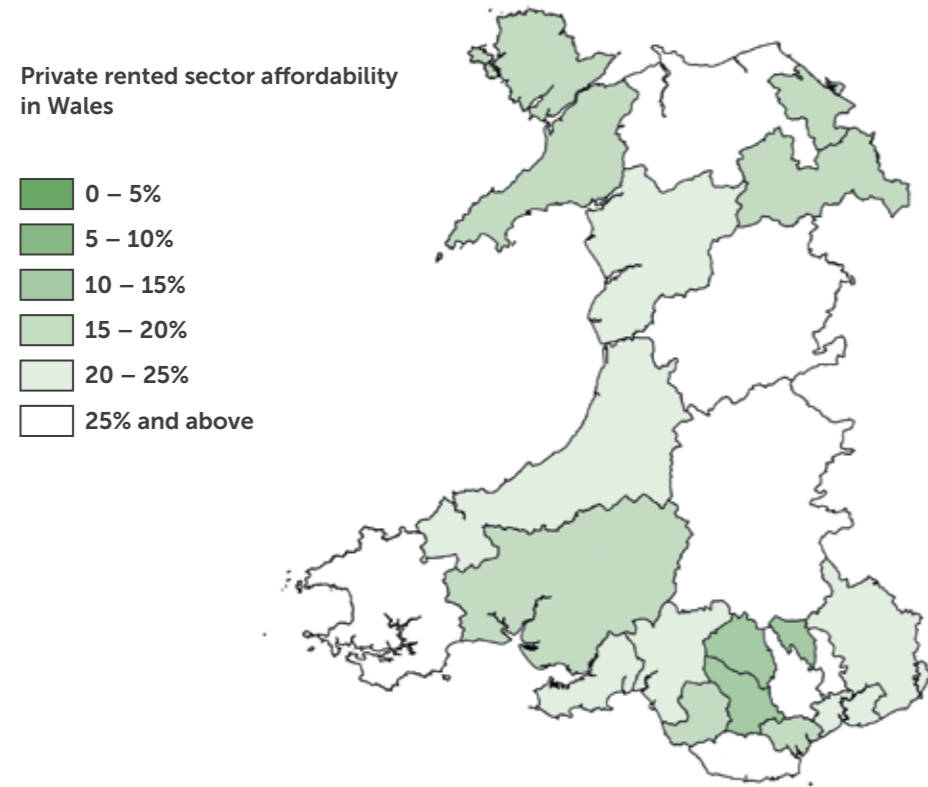 Private rented sector affordability
in Wales
0 – 5%
5 – 10%
10 – 15%
15 – 20%
20 – 25%
25% and above